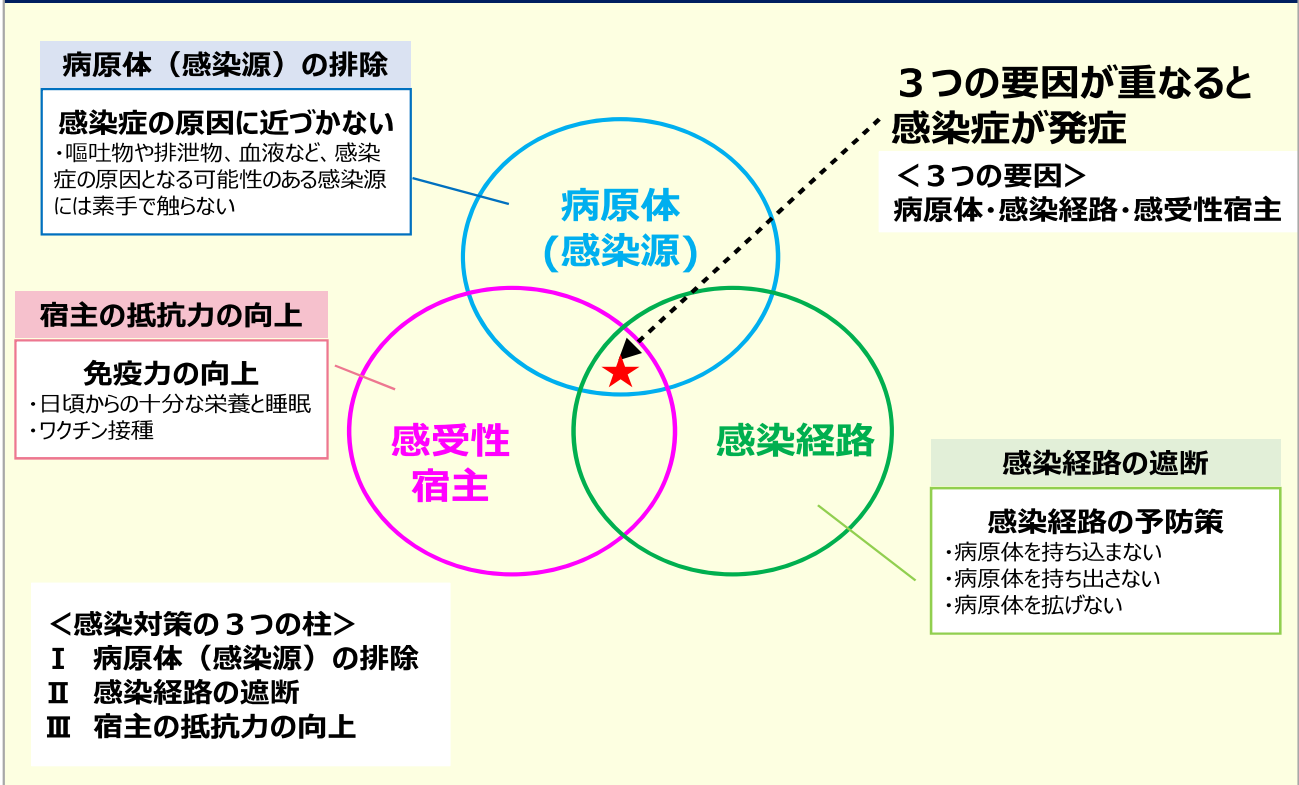 病原体（感染源）の排除
感染症の原因に近づかない
・嘔吐物や排泄物、血液など、感染
症の原因となる可能性のある感染源
には素手で触らない
３つの要因が重なると
感染症が発症
＜３つの要因＞
病原体・感染経路・感受性宿主
病原体
(感染源)
宿主の抵抗力の向上
免疫力の向上
・日頃からの十分な栄養と睡眠
・ワクチン接種
感受性
宿主
感染経路
感染経路の遮断
感染経路の予防策
・病原体を持ち込まない
・病原体を持ち出さない
・病原体を拡げない
＜感染対策の３つの柱＞
Ⅰ　病原体（感染源）の排除
Ⅱ　感染経路の遮断
Ⅲ　宿主の抵抗力の向上